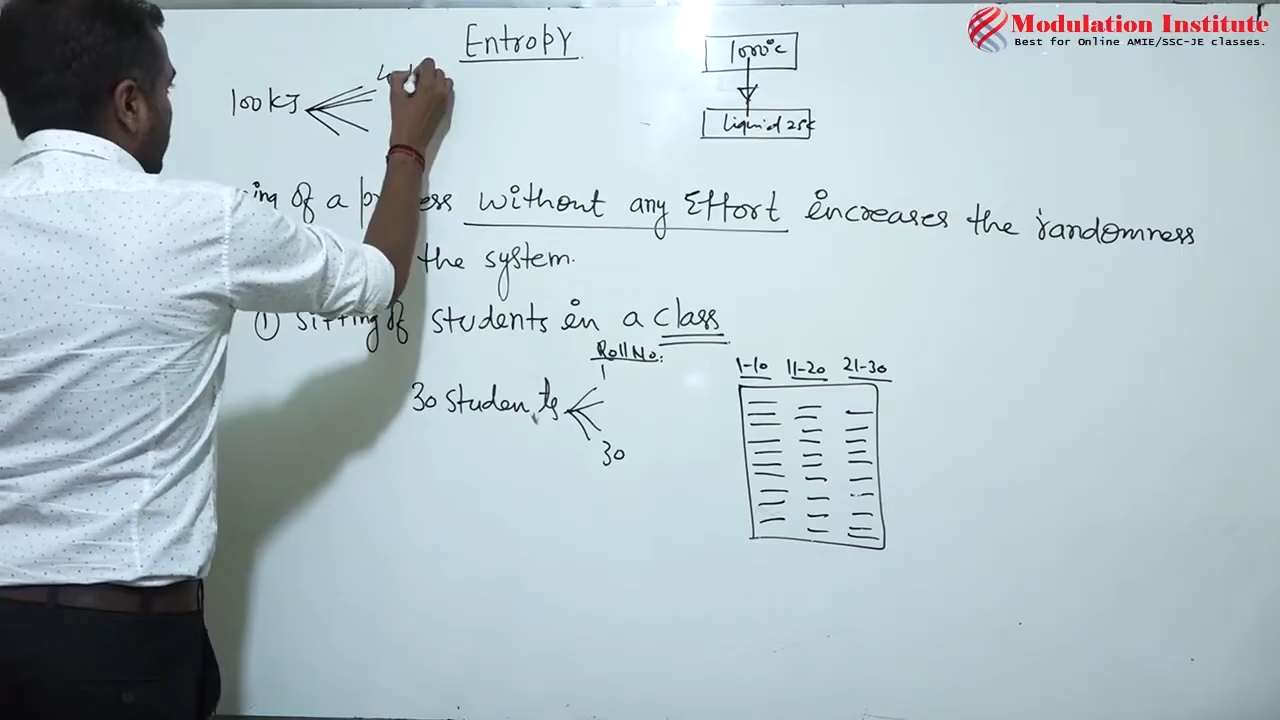 Modulation Institute
Best for Online AMIE/SSC-JE classes.
Entropy
100 KJ
1000°C
liquid 25°C
ing of a process without any Effort increases the randomness
the system.
① Sitting of students in a class
Roll No.
1
30 students
30
1-10 11-20 21-30